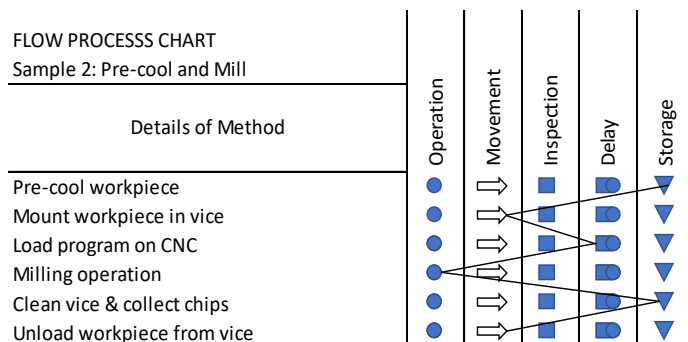 FLOW PROCESSS CHART
Sample 2: Pre-cool and Mill
Details of Method
Operation
Movement
Inspection
Delay
Storage
Pre-cool workpiece
Mount workpiece in vice
Load program on CNC
Milling operation
Clean vice & collect chips
Unload workpiece from vice